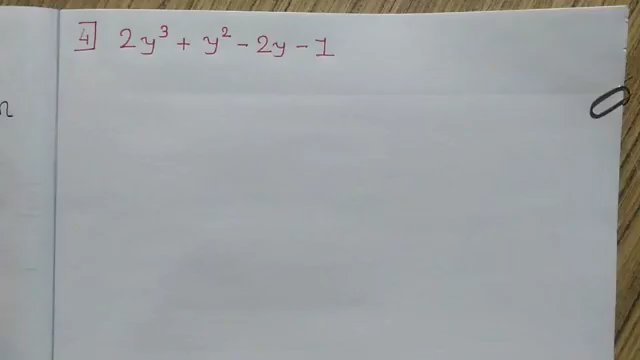 4 2y³ + y² - 2y - 1